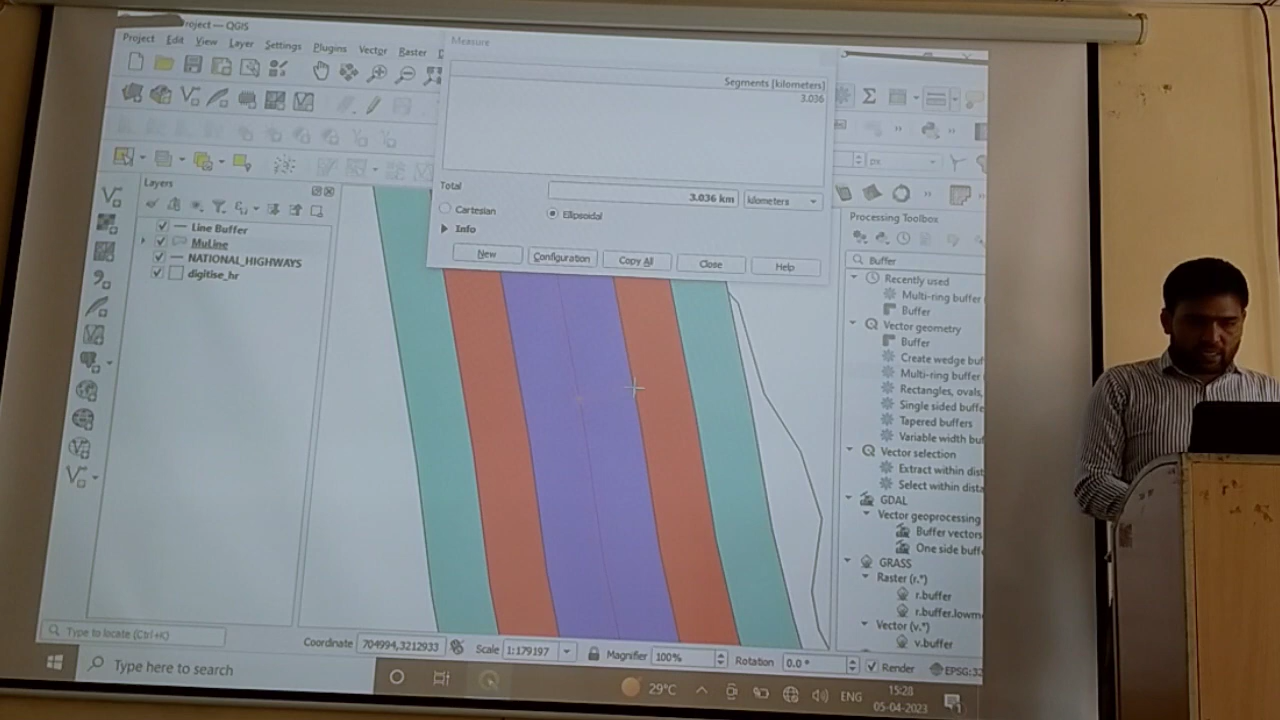 roject — QGIS
Project Edit View Layer Settings Plugins Vector Raster
Measure
Segments [kilometers]
3.036
Total
3.036 km
kilometers
Cartesian
Ellipsoidal
Info
New
Configuration
Copy All
Close
Help
px
Layers
Line Buffer
MuLine
NATIONAL_HIGHWAYS
digitise_hr
Processing Toolbox
Buffer
Recently used
Multi-ring buffer
Buffer
Vector geometry
Buffer
Create wedge buf
Multi-ring buffer
Rectangles, ovals,
Single sided buffe
Tapered buffers
Variable width buf
Vector selection
Extract within dist
Select within dista
GDAL
Vector geoprocessing
Buffer vectors
One side buff
GRASS
Raster (r.*)
r.buffer
r.buffer.lowm
Vector (v.*)
v.buffer
Type to locate (Ctrl+K)
Coordinate 704994,3212933
Scale 1:179197
Magnifier 100%
Rotation 0.0 °
Render
EPSG:32
Type here to search
29°C
ENG
15:28
05-04-2023